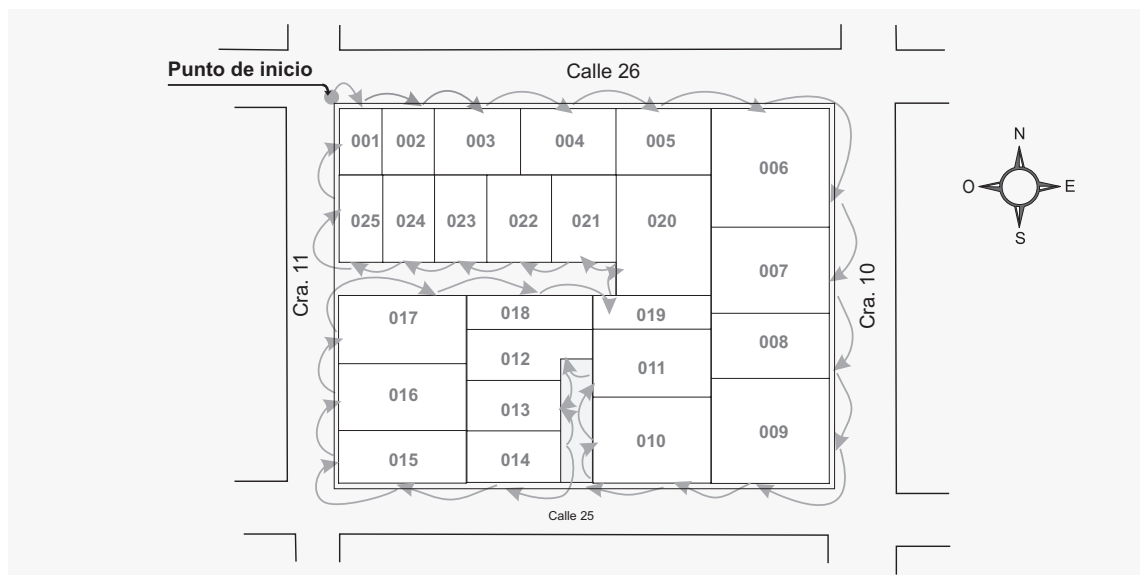 Punto de inicio
Calle 26
001 002 003 004 005
006
N
O E
S
025 024 023 022 021 020
007
Cra. 11
Cra. 10
017 018 019
008
012 011
016 013
009
010
015 014
Calle 25